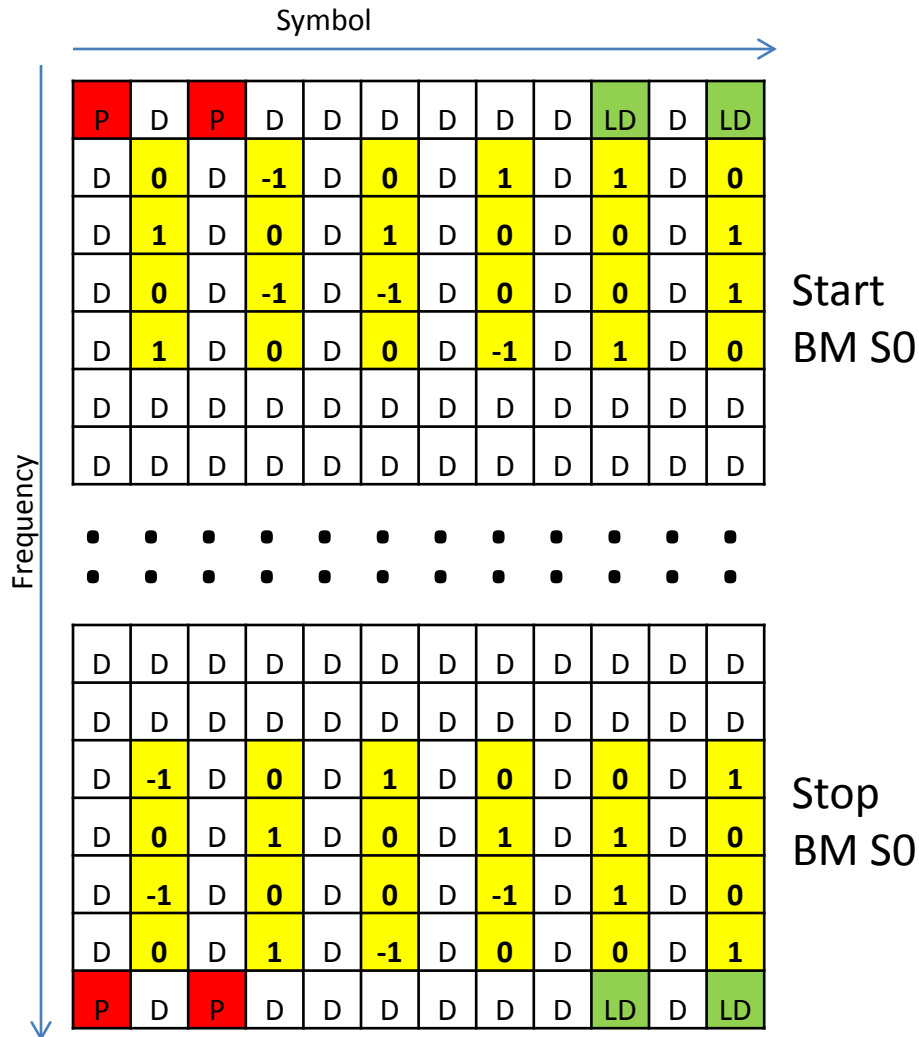 Symbol
P D P D D D D D D LD D LD
D 0 D -1 D 0 D 1 D 1 D 0
D 1 D 0 D 1 D 0 D 0 D 1
D 0 D -1 D -1 D 0 D 0 D 1
D 1 D 0 D 0 D -1 D 1 D 0
D D D D D D D D D D D D
D D D D D D D D D D D D
Start
BM S0
Frequency
D D D D D D D D D D D D
D D D D D D D D D D D D
D -1 D 0 D 1 D 0 D 0 D 1
D 0 D 1 D 0 D 1 D 1 D 0
D -1 D 0 D 0 D -1 D 1 D 0
D 0 D 1 D -1 D 0 D 0 D 1
P D P D D D D D D LD D LD
Stop
BM S0